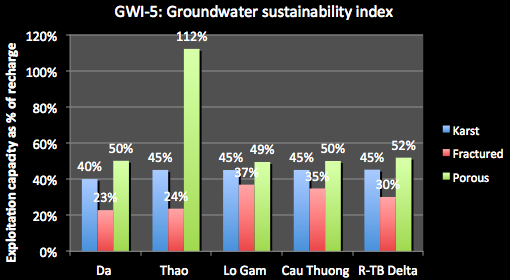 GWI-5: Groundwater sustainability index
Exploitation capacity as % of recharge
120%
100%
80%
60%
40%
20%
0%
40%
23%
50%
45%
24%
112%
45%
37%
49%
45%
35%
50%
45%
30%
52%
Da
Thao
Lo Gam
Cau Thuong
R-TB Delta
Karst
Fractured
Porous